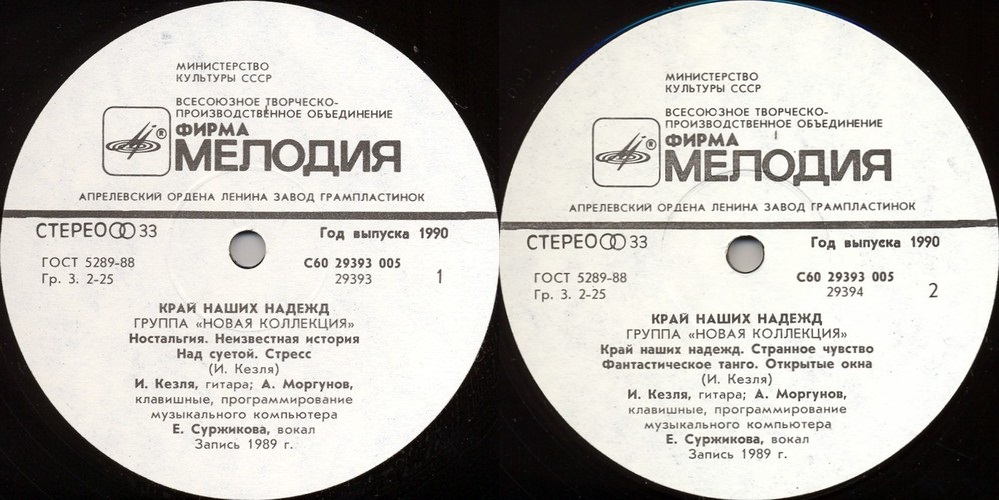 МИНИСТЕРСТВО
КУЛЬТУРЫ СССР
ВСЕСОЮЗНОЕ ТВОРЧЕСКО-
ПРОИЗВОДСТВЕННОЕ ОБЪЕДИНЕНИЕ
®
ФИРМА
МЕЛОДИЯ
АПРЕЛЕВСКИЙ ОРДЕНА ЛЕНИНА ЗАВОД ГРАМПЛАСТИНОК
СТЕРЕО 33
Год выпуска 1990
ГОСТ 5289-88
С60 29393 005
Гр. 3. 2-25
29393
1
КРАЙ НАШИХ НАДЕЖД
ГРУППА «НОВАЯ КОЛЛЕКЦИЯ»
Ностальгия. Неизвестная история
Над суетой. Стресс
(И. Кезля)
И. Кезля, гитара; А. Моргунов,
клавишные, программирование
музыкального компьютера
Е. Суржикова, вокал
Запись 1989 г.
МИНИСТЕРСТВО
КУЛЬТУРЫ СССР
ВСЕСОЮЗНОЕ ТВОРЧЕСКО-
ПРОИЗВОДСТВЕННОЕ ОБЪЕДИНЕНИЕ
®
ФИРМА
МЕЛОДИЯ
АПРЕЛЕВСКИЙ ОРДЕНА ЛЕНИНА ЗАВОД ГРАМПЛАСТИНОК
СТЕРЕО 33
Год выпуска 1990
ГОСТ 5289-88
С60 29393 005
Гр. 3. 2-25
29394
2
КРАЙ НАШИХ НАДЕЖД
ГРУППА «НОВАЯ КОЛЛЕКЦИЯ»
Край наших надежд. Странное чувство
Фантастическое танго. Открытые окна
(И. Кезля)
И. Кезля, гитара; А. Моргунов,
клавишные, программирование
музыкального компьютера
Е. Суржикова, вокал
Запись 1989 г.